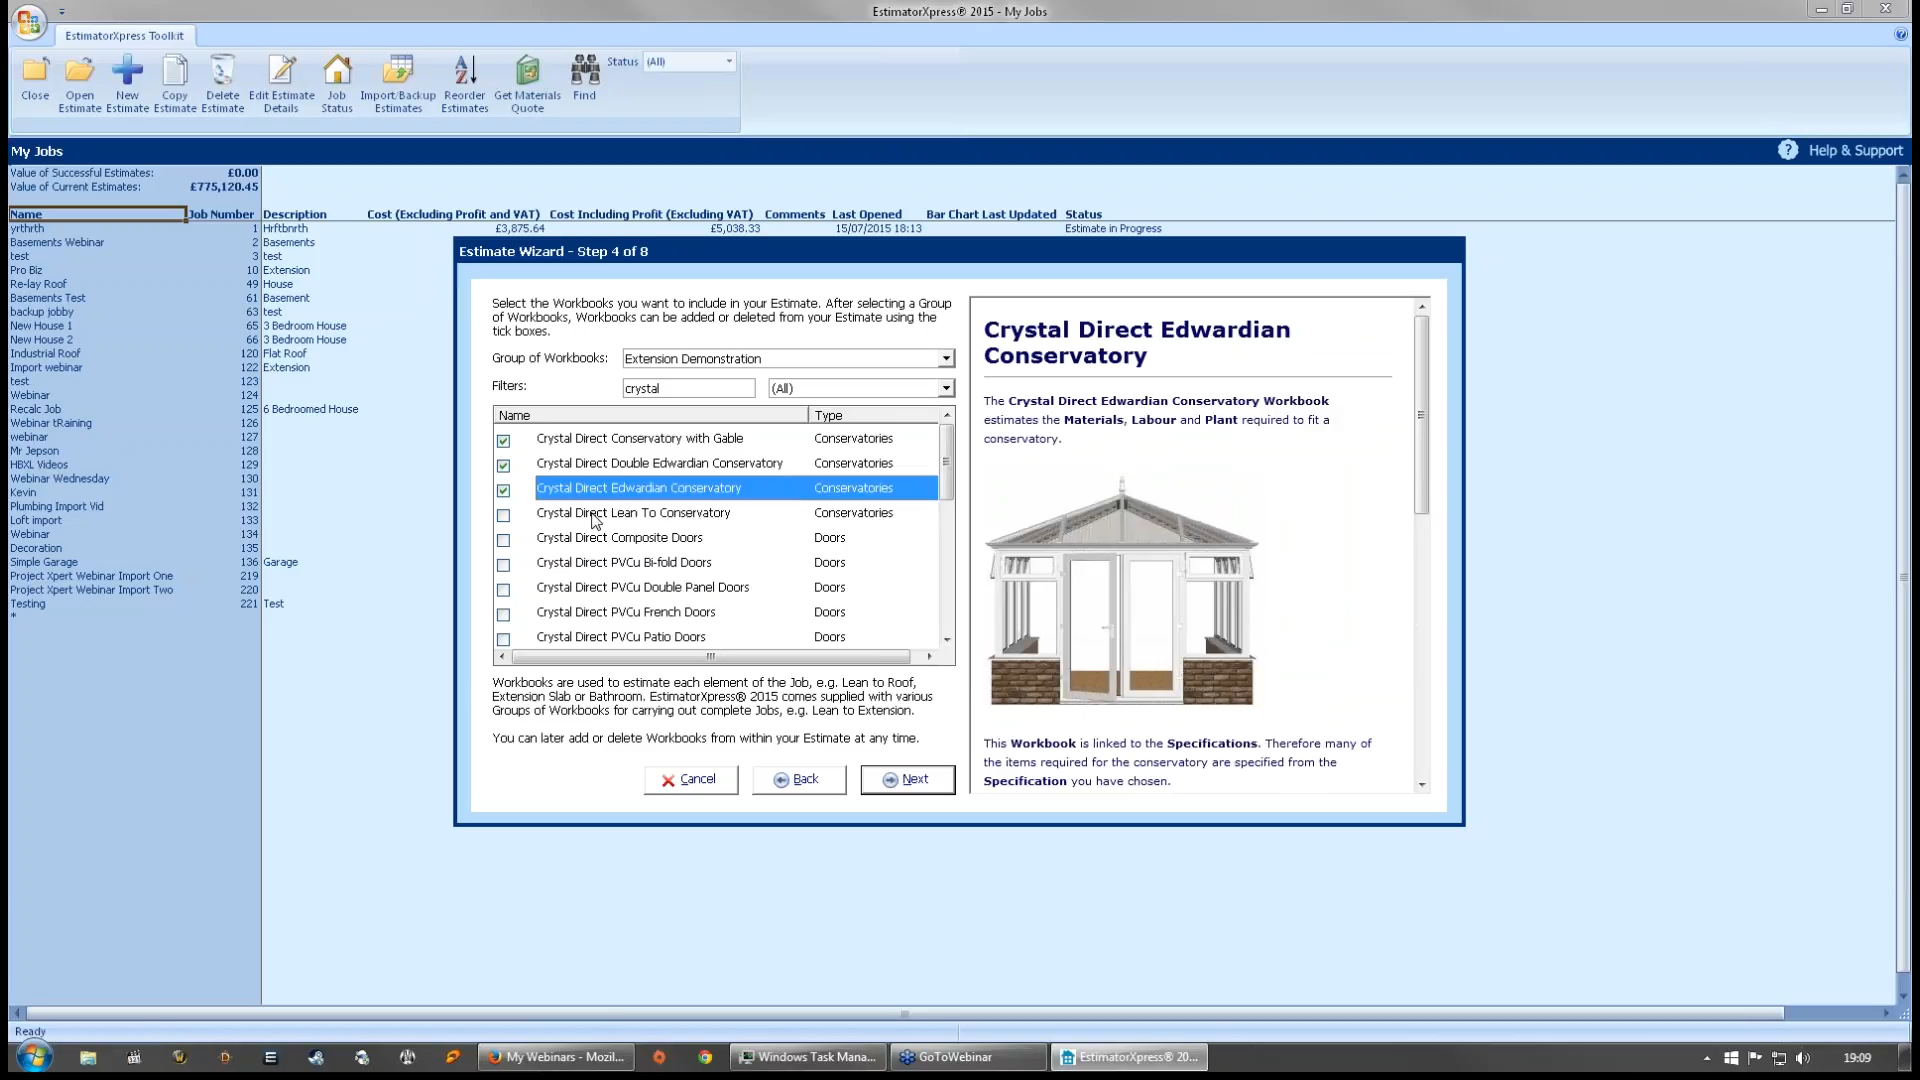 EstimatorXpress® 2015 - My Jobs
EstimatorXpress Toolkit
Close
Open Estimate
New Estimate
Copy Estimate
Delete Estimate
Edit Estimate Details
Job Status
Import/Backup Estimates
Reorder Estimates
Get Materials Quote
Find
Status (All)
My Jobs
Help & Support
Value of Successful Estimates: £0.00
Value of Current Estimates: £775,120.45
Name Job Number Description Cost (Excluding Profit and VAT) Cost Including Profit (Excluding VAT) Comments Last Opened Bar Chart Last Updated Status
yrthrth 1 Hrftbnrth £3,875.64 £5,038.33 15/07/2015 18:13 Estimate in Progress
Basements Webinar 2 Basements
test 3 test
Pro Biz 10 Extension
Re-lay Roof 49 House
Basements Test 61 Basement
backup jobby 63 test
New House 1 65 3 Bedroom House
New House 2 66 3 Bedroom House
Industrial Roof 120 Flat Roof
Import webinar 122 Extension
test 123
Webinar 124
Recalc Job 125 6 Bedroomed House
Webinar tRaining 126
webinar 127
Mr Jepson 128
HBXL Videos 129
Webinar Wednesday 130
Kevin 131
Plumbing Import Vid 132
Loft import 133
Webinar 134
Decoration 135
Simple Garage 136 Garage
Project Xpert Webinar Import One 219
Project Xpert Webinar Import Two 220
Testing 221 Test
*
Estimate Wizard - Step 4 of 8
Select the Workbooks you want to include in your Estimate. After selecting a Group
of Workbooks, Workbooks can be added or deleted from your Estimate using the
tick boxes.
Group of Workbooks: Extension Demonstration
Filters: crystal (All)
Name Type
Crystal Direct Conservatory with Gable Conservatories
Crystal Direct Double Edwardian Conservatory Conservatories
Crystal Direct Edwardian Conservatory Conservatories
Crystal Direct Lean To Conservatory Conservatories
Crystal Direct Composite Doors Doors
Crystal Direct PVCu Bi-fold Doors Doors
Crystal Direct PVCu Double Panel Doors Doors
Crystal Direct PVCu French Doors Doors
Crystal Direct PVCu Patio Doors Doors
Workbooks are used to estimate each element of the Job, e.g. Lean to Roof,
Extension Slab or Bathroom. EstimatorXpress® 2015 comes supplied with various
Groups of Workbooks for carrying out complete Jobs, e.g. Lean to Extension.
You can later add or delete Workbooks from within your Estimate at any time.
Cancel Back Next
Crystal Direct Edwardian
Conservatory
The Crystal Direct Edwardian Conservatory Workbook
estimates the Materials, Labour and Plant required to fit a
conservatory.
This Workbook is linked to the Specifications. Therefore many of
the items required for the conservatory are specified from the
Specification you have chosen.
Ready
My Webinars - Mozil...
Windows Task Mana...
GoToWebinar
EstimatorXpress® 20...
19:09